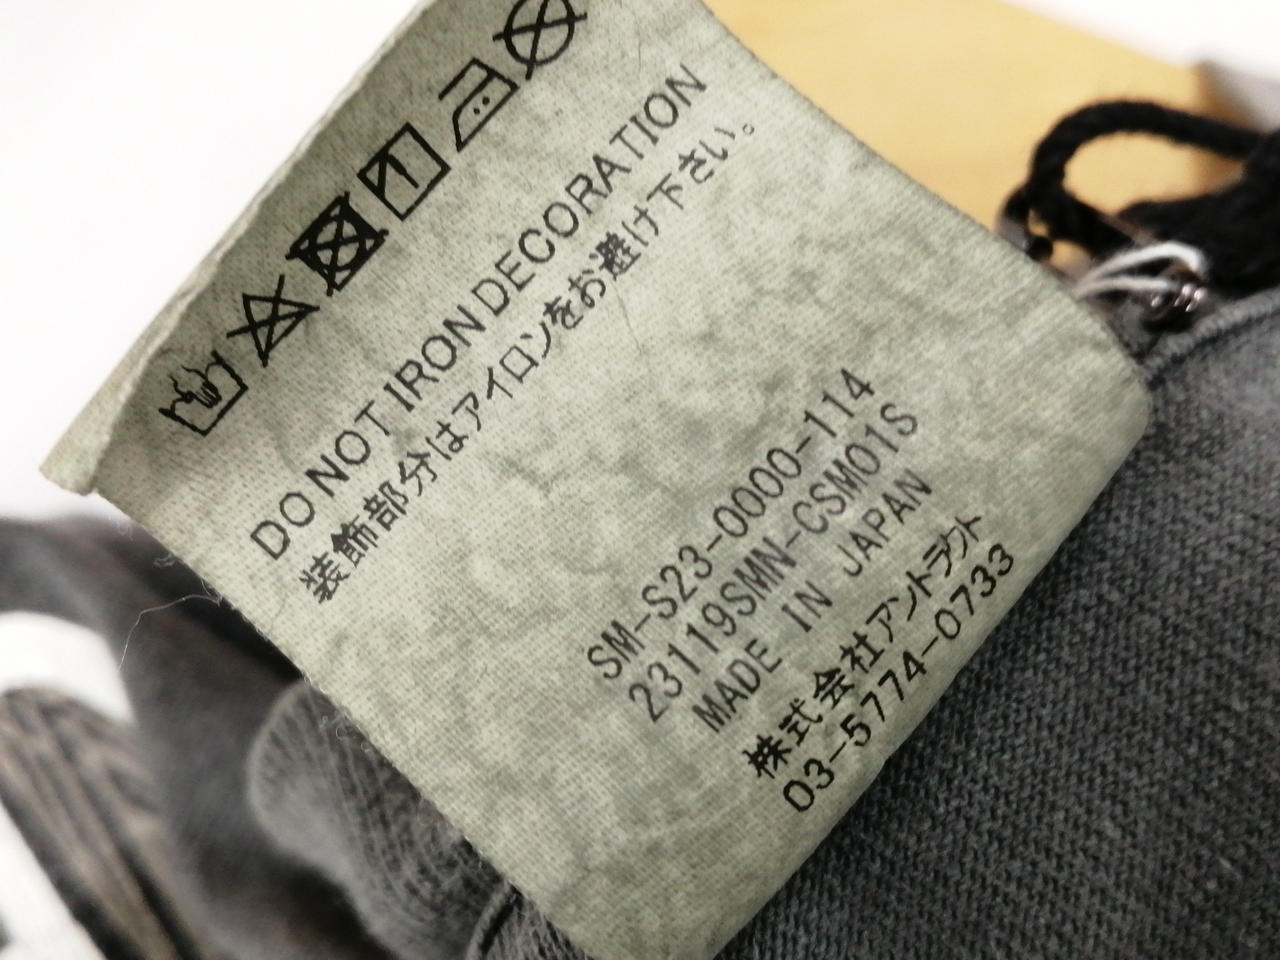 DO NOT IRON DECORATION
装飾部分はアイロンをお避け下さい。
SM-S23-0000-114
23119SMN-CSM01S
MADE IN JAPAN
株式会社アントラクト
03-5774-0733